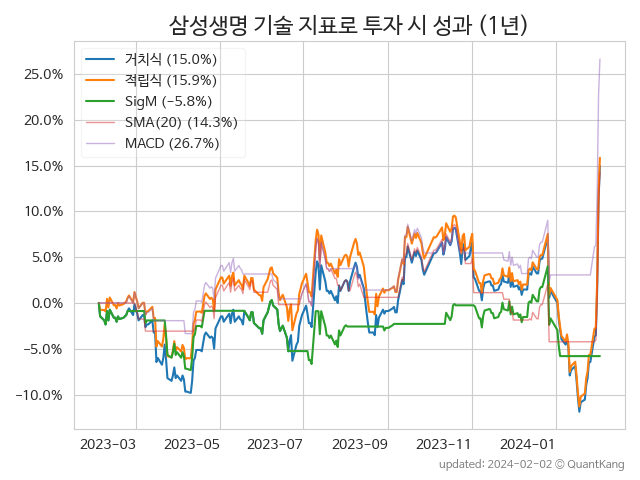 삼성생명 기술 지표로 투자 시 성과 (1년)
거치식 (15.0%)
적립식 (15.9%)
SigM (−5.8%)
SMA(20) (14.3%)
MACD (26.7%)
25.0%
20.0%
15.0%
10.0%
5.0%
0.0%
−5.0%
−10.0%
2023−03 2023−05 2023−07 2023−09 2023−11 2024−01
updated: 2024−02−02 © QuantKang